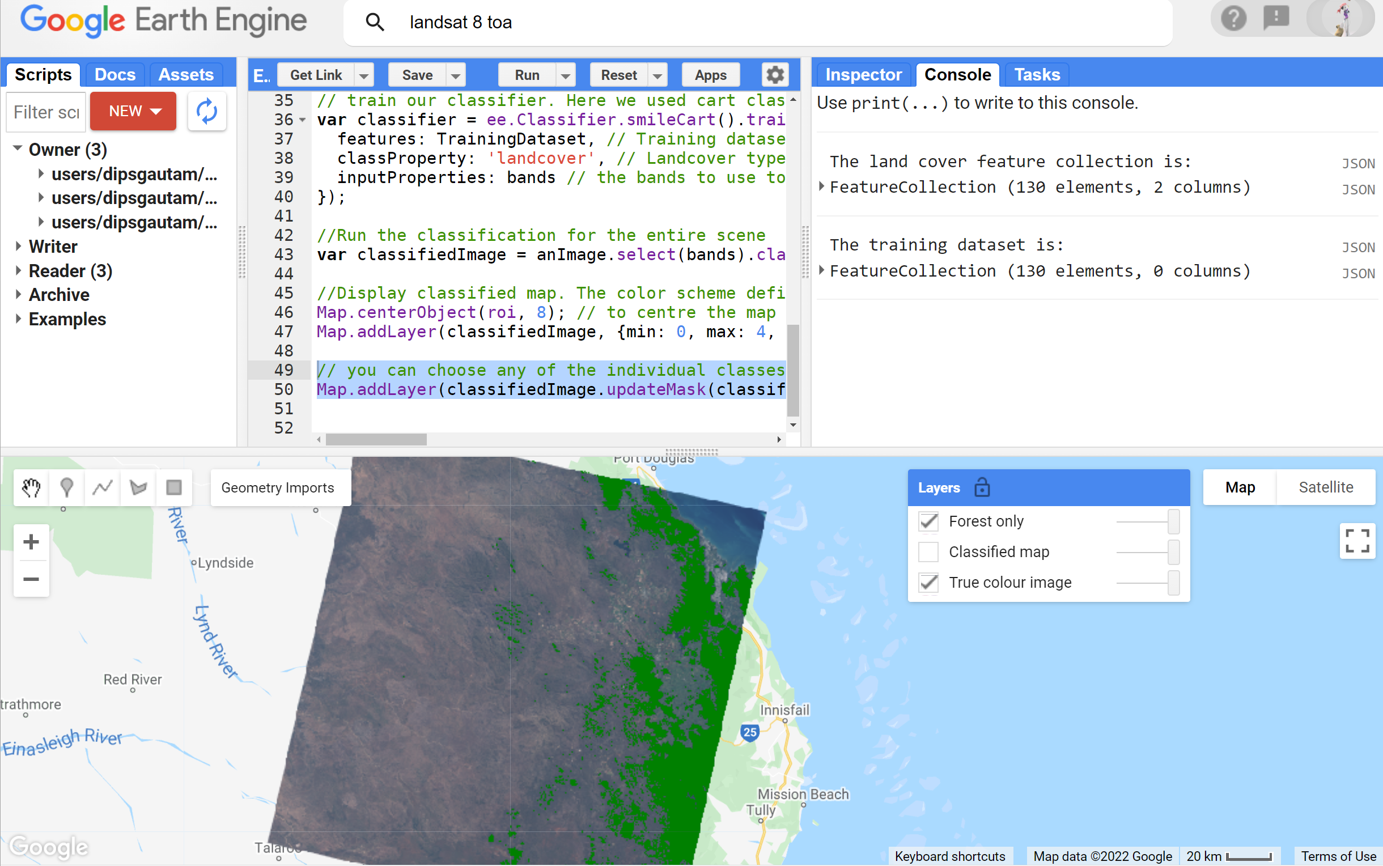 Google Earth Engine
landsat 8 toa
Scripts Docs Assets
Filter scr
NEW
Owner (3)
users/dipsgautam/...
users/dipsgautam/...
users/dipsgautam/...
Writer
Reader (3)
Archive
Examples
E. Get Link Save Run Reset Apps
35 // train our classifier. Here we used cart clas
36 var classifier = ee.Classifier.smileCart().trai
37 features: TrainingDataset, // Training datase
38 classProperty: 'landcover', // Landcover type
39 inputProperties: bands // the bands to use to
40 });
41
42 //Run the classification for the entire scene
43 var classifiedImage = anImage.select(bands).cla
44
45 //Display classified map. The color scheme defi
46 Map.centerObject(roi, 8); // to centre the map
47 Map.addLayer(classifiedImage, {min: 0, max: 4,
48
49 // you can choose any of the individual classes
50 Map.addLayer(classifiedImage.updateMask(classif
51
52
Inspector Console Tasks
Use print(...) to write to this console.
The land cover feature collection is: JSON
FeatureCollection (130 elements, 2 columns) JSON
The training dataset is: JSON
FeatureCollection (130 elements, 0 columns) JSON
Geometry Imports
+
−
Layers
Forest only
Classified map
True colour image
Map Satellite
Port Douglas
River
Lyndside
Lynd River
Red River
trathmore
Einasleigh River
Innisfail
25
Mission Beach
Tully
Talaro
Google
Keyboard shortcuts Map data ©2022 Google 20 km Terms of Use